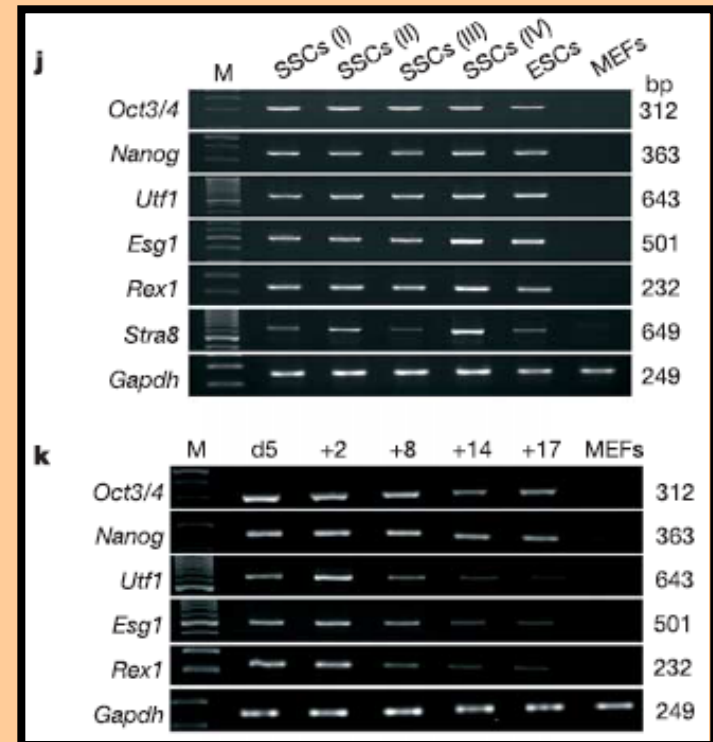 j
M SSCs (I) SSCs (II) SSCs (III) SSCs (IV) ESCs MEFs
bp
Oct3/4 312
Nanog 363
Utf1 643
Esg1 501
Rex1 232
Stra8 649
Gapdh 249
k
M d5 +2 +8 +14 +17 MEFs
Oct3/4 312
Nanog 363
Utf1 643
Esg1 501
Rex1 232
Gapdh 249